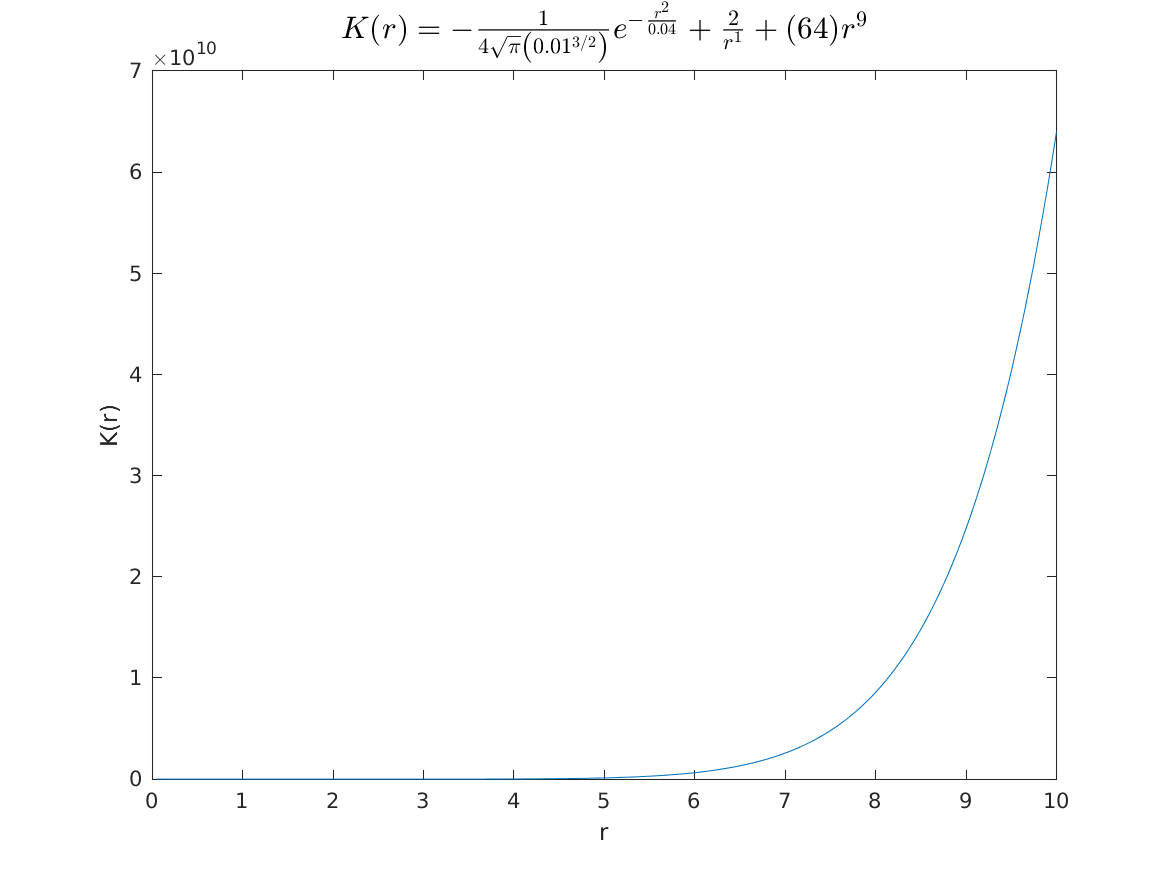 K(r) = -\frac{1}{4\sqrt{\pi}(0.01^{3/2})} e^{-\frac{r^2}{0.04}} + \frac{2}{r^1} + (64)r^9
×10^{10}
7
6
5
4
3
2
1
0
K(r)
0 1 2 3 4 5 6 7 8 9 10
r